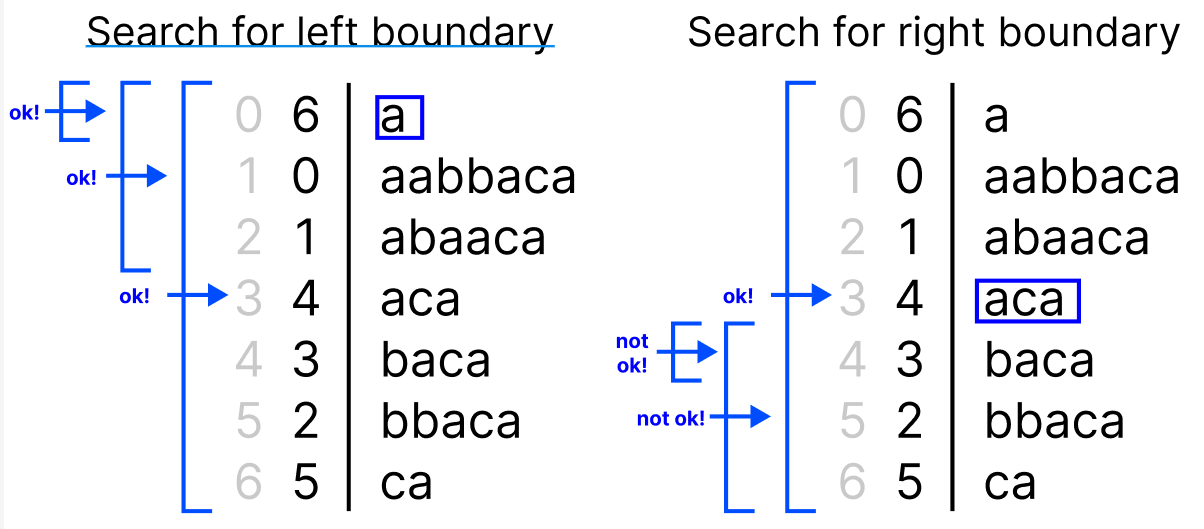 Search for left boundary
ok! 0 6 a
ok! 1 0 aabbaca
2 1 abaaca
ok! 3 4 aca
4 3 baca
5 2 bbaca
6 5 ca
Search for right boundary
0 6 a
1 0 aabbaca
2 1 abaaca
ok! 3 4 aca
not ok! 4 3 baca
not ok! 5 2 bbaca
6 5 ca